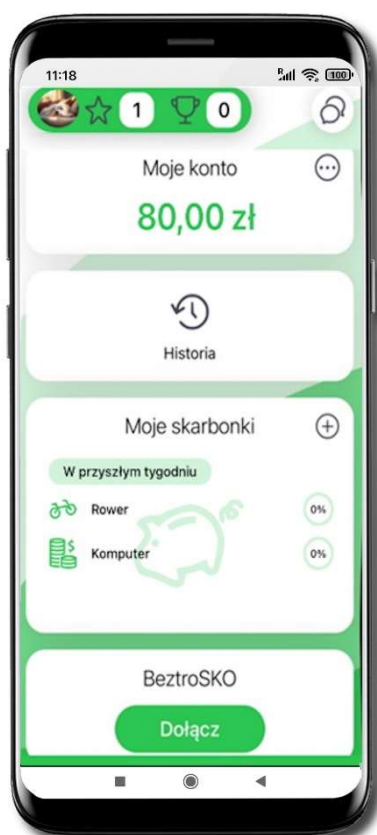 11:18
R
100
1
0
Moje konto
80,00 zł
Historia
Moje skarbonki
W przyszłym tygodniu
Rower
0%
$
Komputer
0%
BeztroSKO
Dołącz